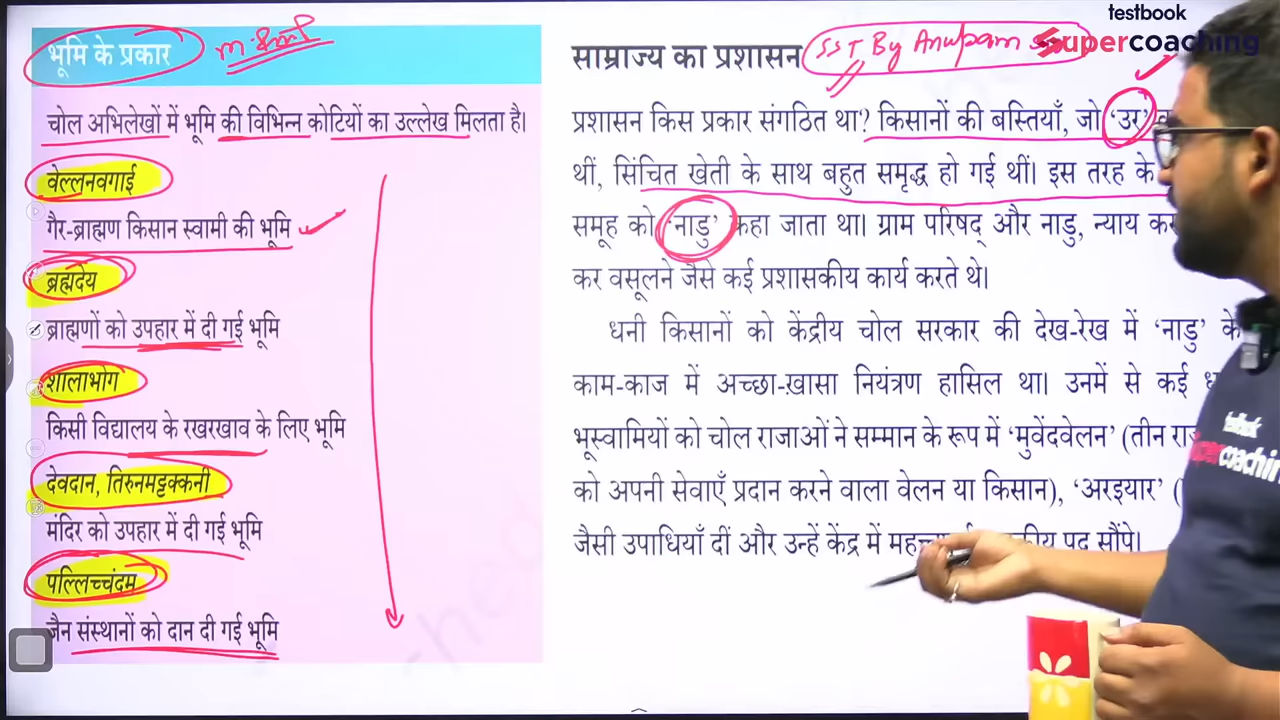 testbook
Supercoaching
भूमि के प्रकार
चोल अभिलेखों में भूमि की विभिन्न कोटियों का उल्लेख मिलता है।
वेल्लनवगाई
गैर-ब्राह्मण किसान स्वामी की भूमि
ब्रह्मदेय
ब्राह्मणों को उपहार में दी गई भूमि
शालाभोग
किसी विद्यालय के रखरखाव के लिए भूमि
देवदान, तिरुनमट्टक्कनी
मंदिर को उपहार में दी गई भूमि
पल्लिच्चंदम
जैन संस्थानों को दान दी गई भूमि
साम्राज्य का प्रशासन
SST By Anupam
प्रशासन किस प्रकार संगठित था? किसानों की बस्तियाँ, जो ‘उर’
थीं, सिंचित खेती के साथ बहुत समृद्ध हो गई थीं। इस तरह के
समूह को ‘नाडु’ कहा जाता था। ग्राम परिषद् और नाडु, न्याय
कर वसूलने जैसे कई प्रशासकीय कार्य करते थे।
धनी किसानों को केंद्रीय चोल सरकार की देख-रेख में ‘नाडु’ के
काम-काज में अच्छा-ख़ासा नियंत्रण हासिल था। उनमें से कई
भूस्वामियों को चोल राजाओं ने सम्मान के रूप में ‘मुवेंदवेलन’ (तीन
को अपनी सेवाएँ प्रदान करने वाला वेलन या किसान), ‘अरइयार’
जैसी उपाधियाँ दीं और उन्हें केंद्र में पद सौंपे।
testbook
supercoaching